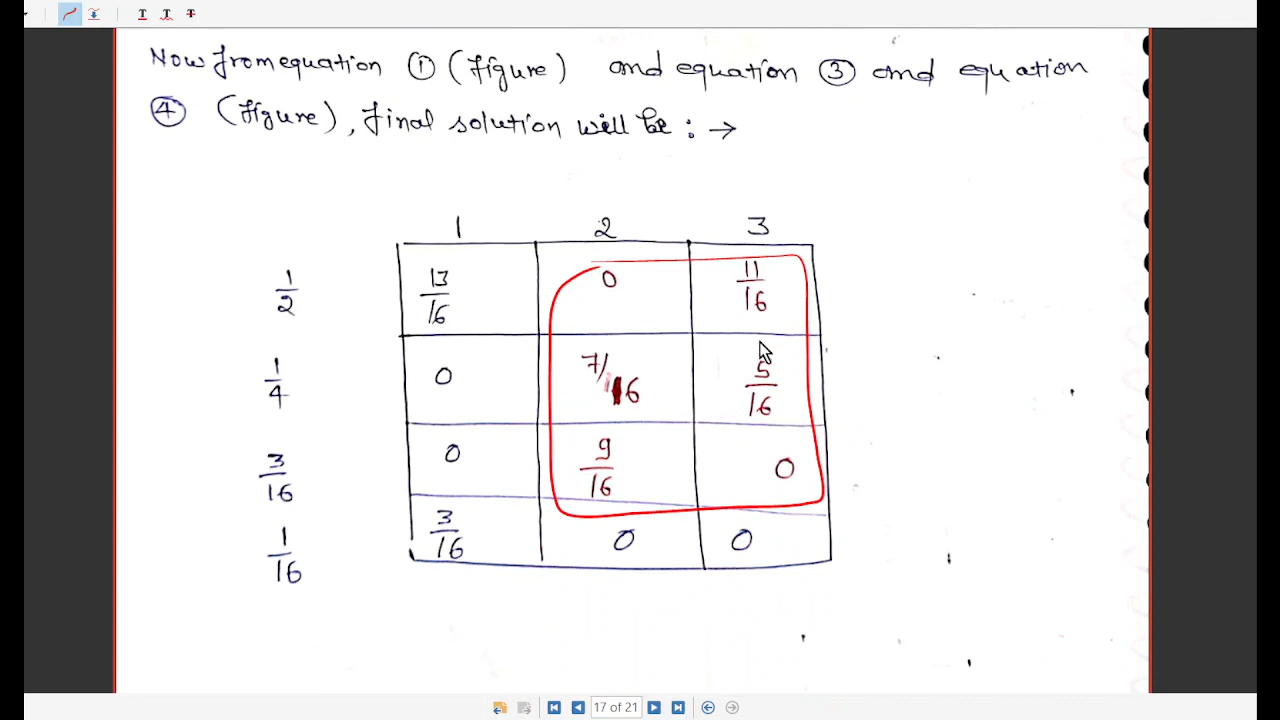 T T T
Now from equation ① (figure) and equation ③ and equation
④ (figure), final solution will be : →
1 2 3
1/2 13/16 0 11/16
1/4 0 7/16 5/16
3/16 0 9/16 0
1/16 3/16 0 0
17 of 21